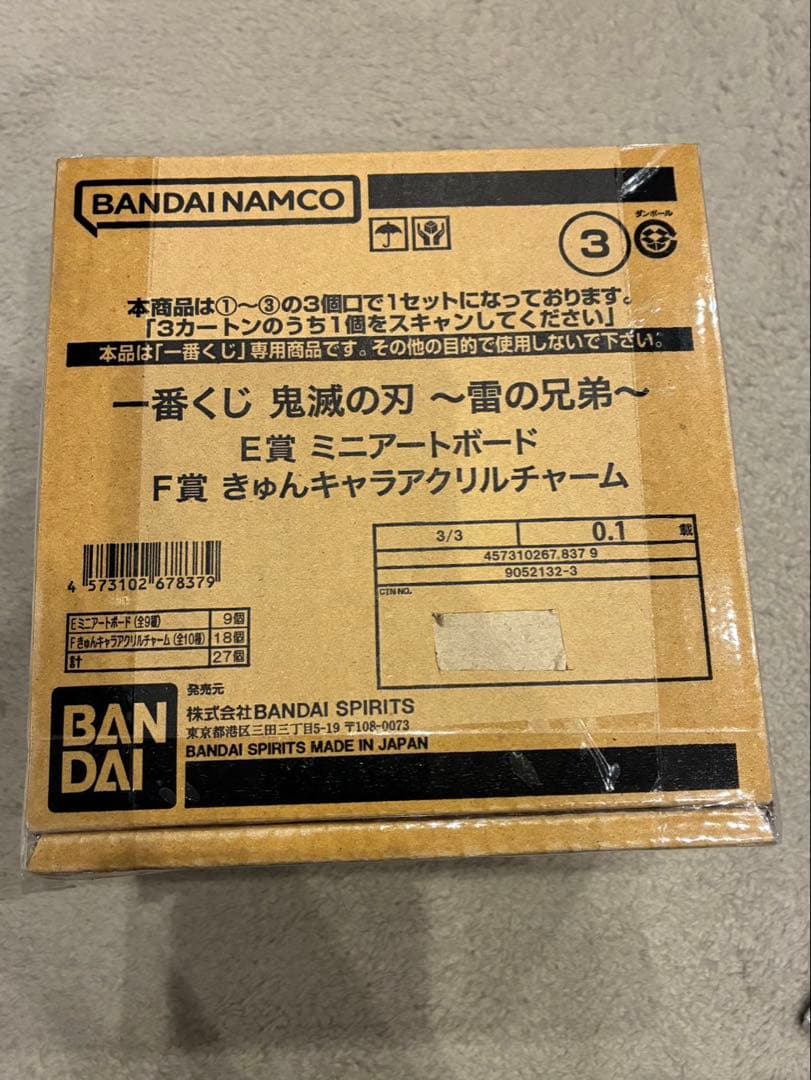 BANDAI NAMCO
ダンボール
3
本商品は①〜③の3個口で1セットになっております。
「3カートンのうち1個をスキャンしてください」
本品は「一番くじ」専用商品です。その他の目的で使用しないで下さい。
一番くじ 鬼滅の刃 〜雷の兄弟〜
E賞 ミニアートボード
F賞 きゅんキャラアクリルチャーム
3/3 0.1 載
457310267 837 9
9052132-3
CTN NO.
4 573102 678379
Eミニアートボード(全9種) 9個
Fきゅんキャラアクリルチャーム(全10種) 18個
計 27個
BAN
DAI
発売元
株式会社BANDAI SPIRITS
東京都港区三田三丁目5-19 〒108-0073
BANDAI SPIRITS MADE IN JAPAN